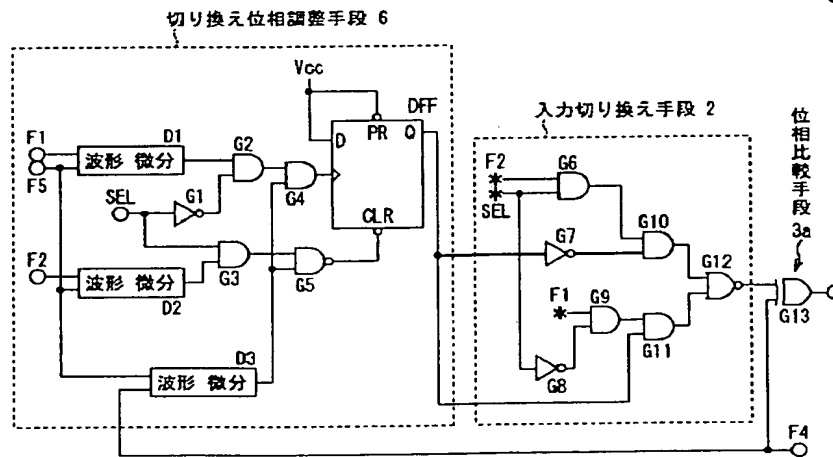 切り換え位相調整手段 6
Vcc
DFF
D
PR
Q
CLR
F1
F5
D1
波形 微分
G2
G4
SEL
G1
G3
G5
F2
波形 微分
D2
D3
波形 微分
入力切り換え手段 2
F2
SEL
G6
G7
G10
G12
F1
G9
G8
G11
位相比較手段
3a
G13
F4